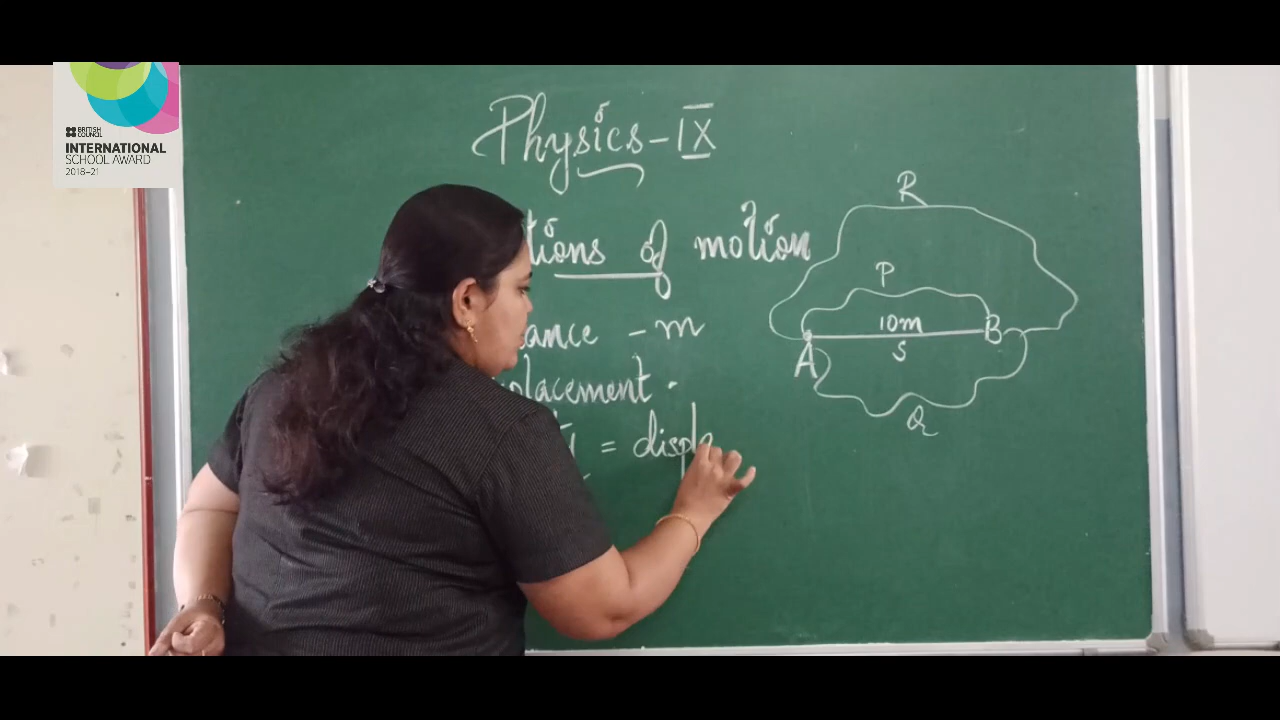 BRITISH
COUNCIL
INTERNATIONAL
SCHOOL AWARD
2018–21
Physics - IX
tions of motion
ance - m
placement .
= displa
R
P
10m
A B
S
Q